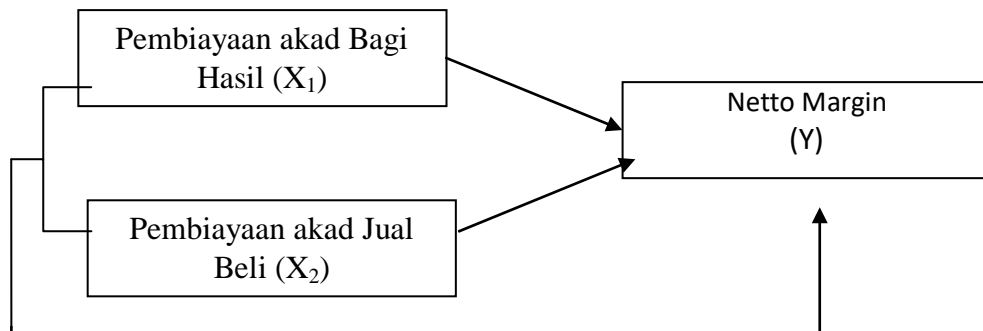 Pembiayaan akad Bagi
Hasil (X₁)
Netto Margin
(Y)
Pembiayaan akad Jual
Beli (X₂)